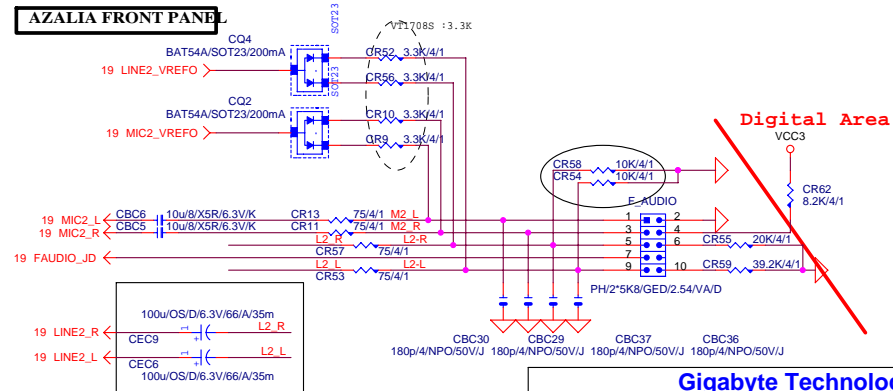 AZALIA FRONT PANEL
SOT23
VT1708S :3.3K
CQ4
BAT54A/SOT23/200mA
CR52 3.3K/4/1
19 LINE2_VREFO
CR56 3.3K/4/1
SOT23
CQ2
BAT54A/SOT23/200mA
CR10 3.3K/4/1
19 MIC2_VREFO
CR9 3.3K/4/1
Digital Area
VCC3
CR58 10K/4/1
CR54 10K/4/1
CR62
8.2K/4/1
F_AUDIO
19 MIC2_L CBC6 10u/8/X5R/6.3V/K CR13 75/4/1 M2_L 1 2
19 MIC2_R CBC5 10u/8/X5R/6.3V/K CR11 75/4/1 M2_R 3 4
L2_R L2-R 5 6 CR55 20K/4/1
19 FAUDIO_JD CR57 75/4/1 7 8
L2_L L2-L 9 10 CR59 39.2K/4/1
CR53 75/4/1
PH/2*5K8/GED/2.54/VA/D
100u/OS/D/6.3V/66/A/35m
19 LINE2_R 1 + L2_R
CEC9
19 LINE2_L 1 + L2_L
CEC6
100u/OS/D/6.3V/66/A/35m
CBC30 CBC29 CBC37 CBC36
180p/4/NPO/50V/J 180p/4/NPO/50V/J 180p/4/NPO/50V/J 180p/4/NPO/50V/J
Gigabyte Technolo